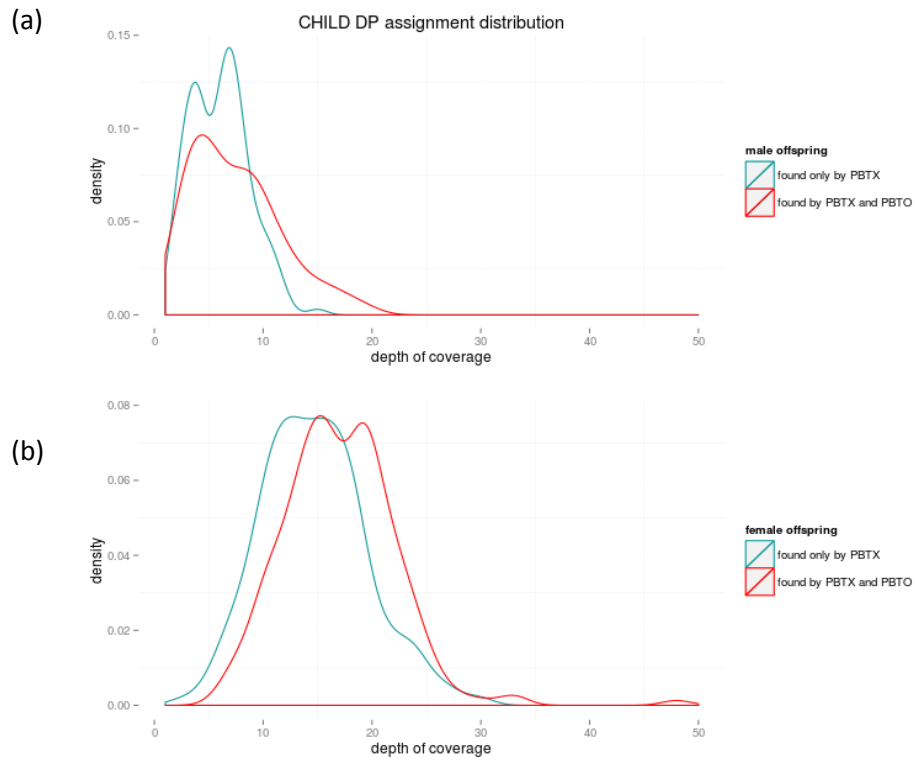 (a)
CHILD DP assignment distribution
0.15
0.10
0.05
0.00
density
0 10 20 30 40 50
depth of coverage
male offspring
found only by PBTX
found by PBTX and PBTO
(b)
0.08
0.06
0.04
0.02
0.00
density
0 10 20 30 40 50
depth of coverage
female offspring
found only by PBTX
found by PBTX and PBTO